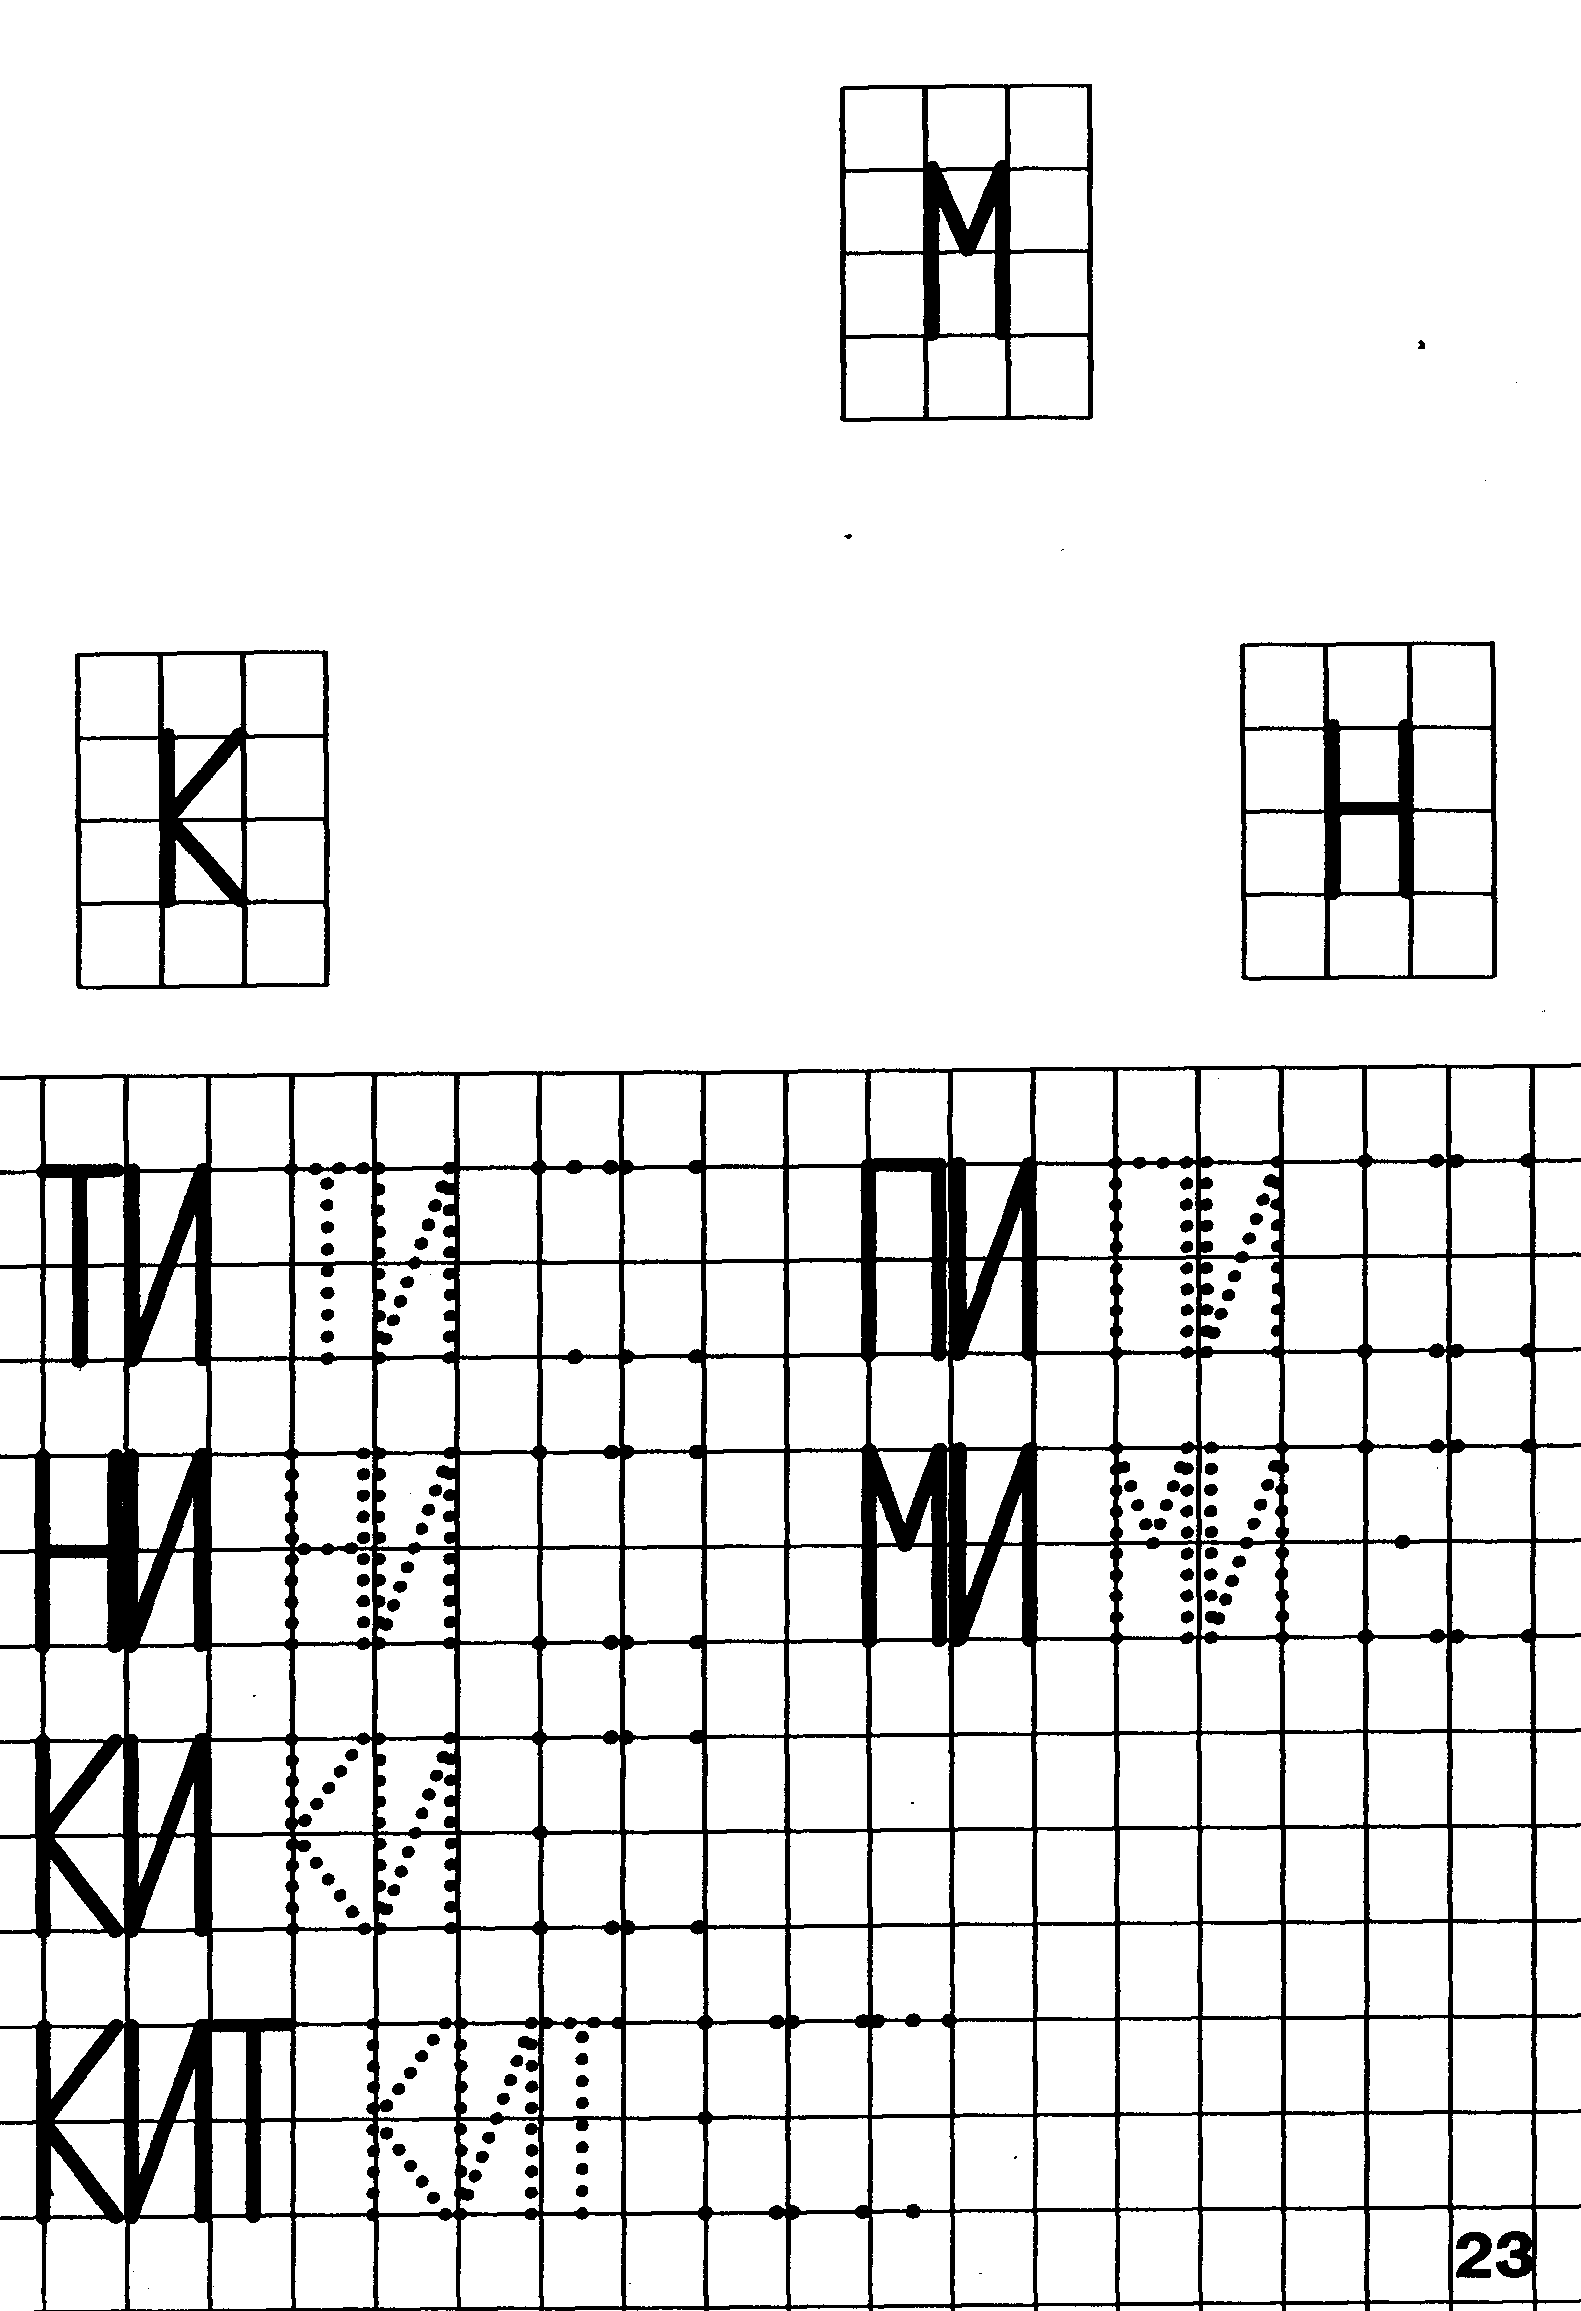 М
К Н
ТИ ТИ ПИ ПИ
НИ НИ МИ МИ
КИ КИ
КИТ КИТ
23